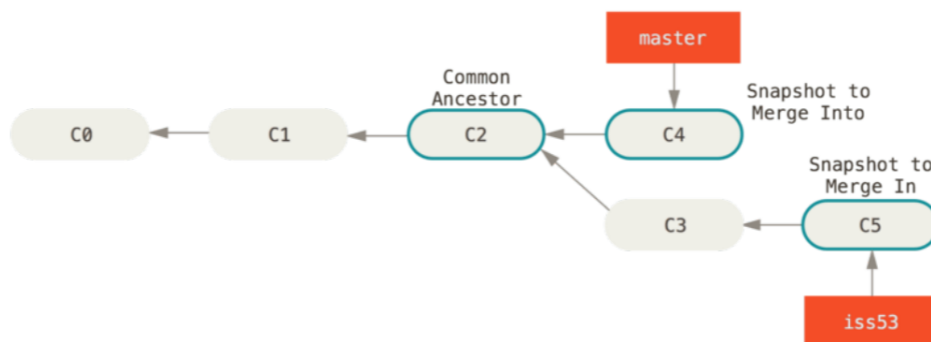 master
Common
Ancestor
Snapshot to
Merge Into
C0
C1
C2
C4
Snapshot to
Merge In
C3
C5
iss53